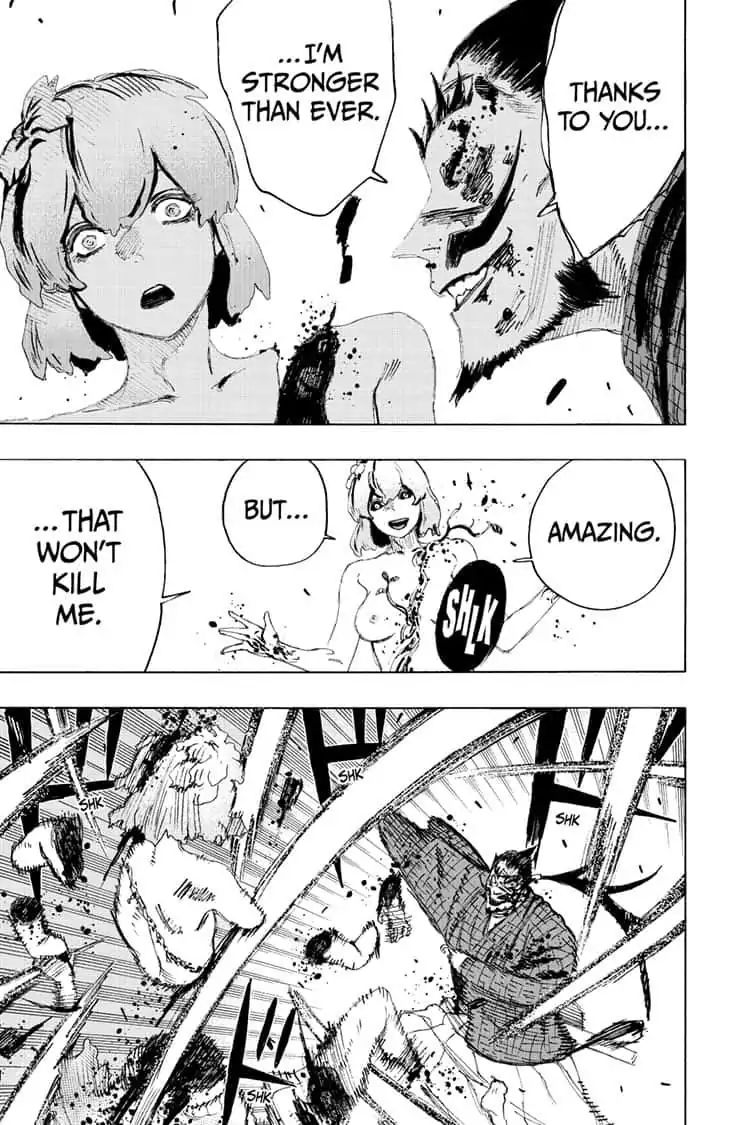 THANKS
TO YOU...
...I'M
STRONGER
THAN EVER.
AMAZING.
SHLK
BUT...
...THAT
WON'T
KILL
ME.
SHK
SHK
SHK
SHK